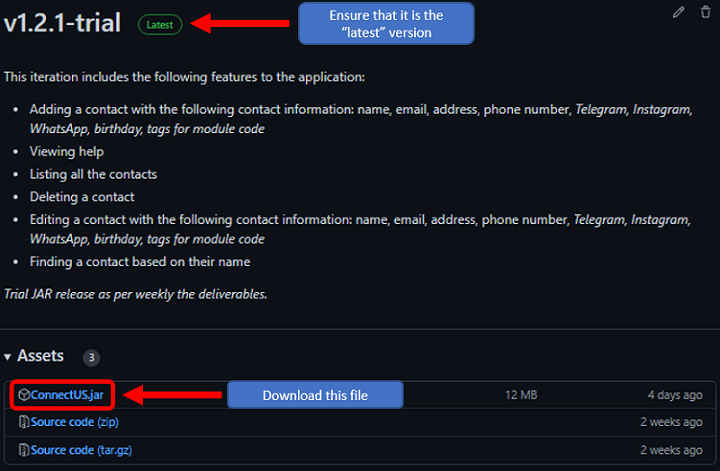 v1.2.1-trial Latest
Ensure that it is the
“latest” version
This iteration includes the following features to the application:
• Adding a contact with the following contact information: name, email, address, phone number, Telegram, Instagram,
WhatsApp, birthday, tags for module code
• Viewing help
• Listing all the contacts
• Deleting a contact
• Editing a contact with the following contact information: name, email, address, phone number, Telegram, Instagram,
WhatsApp, birthday, tags for module code
• Finding a contact based on their name
Trial JAR release as per weekly the deliverables.
Assets 3
ConnectUS.jar Download this file 12 MB 4 days ago
Source code (zip) 2 weeks ago
Source code (tar.gz) 2 weeks ago